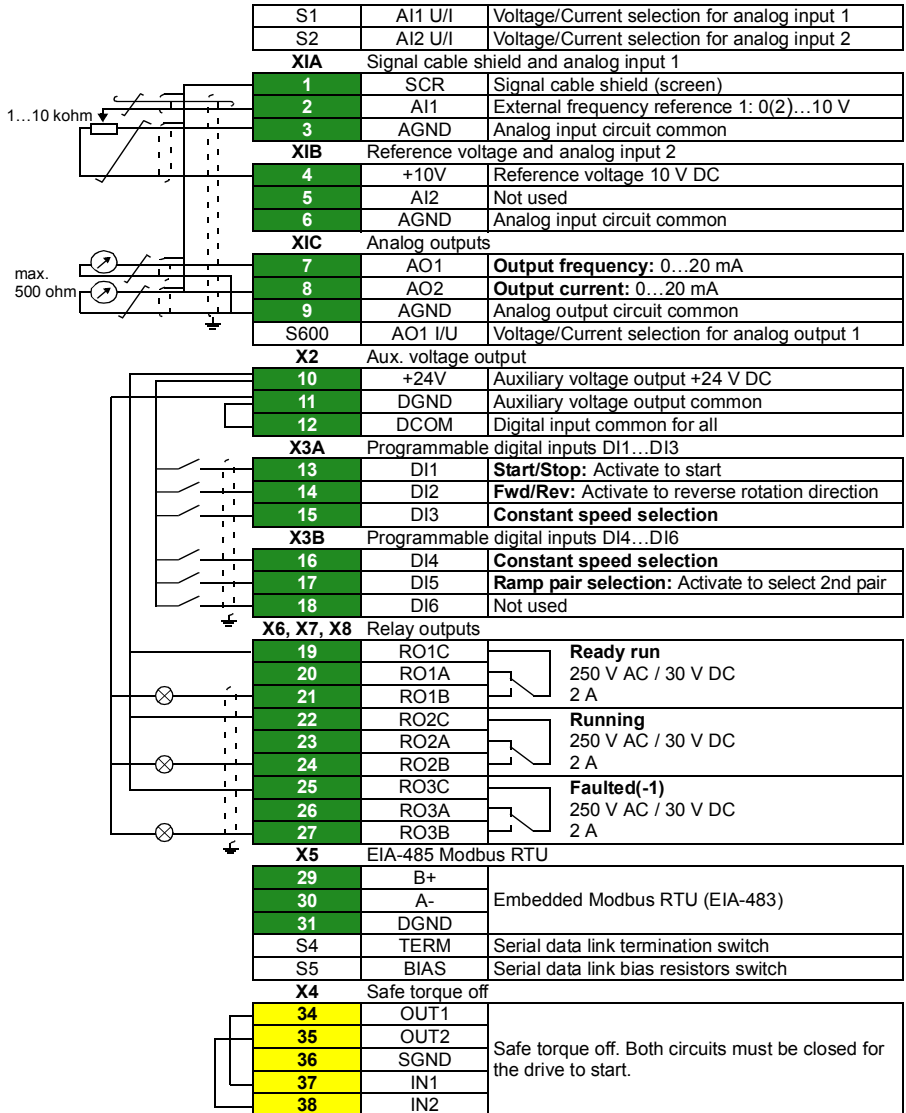 S1 AI1 U/I Voltage/Current selection for analog input 1
S2 AI2 U/I Voltage/Current selection for analog input 2
XIA Signal cable shield and analog input 1
1 SCR Signal cable shield (screen)
1…10 kohm
2 AI1 External frequency reference 1: 0(2)…10 V
3 AGND Analog input circuit common
XIB Reference voltage and analog input 2
4 +10V Reference voltage 10 V DC
5 AI2 Not used
6 AGND Analog input circuit common
XIC Analog outputs
max.
500 ohm
7 AO1 Output frequency: 0…20 mA
8 AO2 Output current: 0…20 mA
9 AGND Analog output circuit common
S600 AO1 I/U Voltage/Current selection for analog output 1
X2 Aux. voltage output
10 +24V Auxiliary voltage output +24 V DC
11 DGND Auxiliary voltage output common
12 DCOM Digital input common for all
X3A Programmable digital inputs DI1…DI3
13 DI1 Start/Stop: Activate to start
14 DI2 Fwd/Rev: Activate to reverse rotation direction
15 DI3 Constant speed selection
X3B Programmable digital inputs DI4…DI6
16 DI4 Constant speed selection
17 DI5 Ramp pair selection: Activate to select 2nd pair
18 DI6 Not used
X6, X7, X8 Relay outputs
19 RO1C Ready run
20 RO1A 250 V AC / 30 V DC
21 RO1B 2 A
22 RO2C Running
23 RO2A 250 V AC / 30 V DC
24 RO2B 2 A
25 RO3C Faulted(-1)
26 RO3A 250 V AC / 30 V DC
27 RO3B 2 A
X5 EIA-485 Modbus RTU
29 B+
30 A- Embedded Modbus RTU (EIA-483)
31 DGND
S4 TERM Serial data link termination switch
S5 BIAS Serial data link bias resistors switch
X4 Safe torque off
34 OUT1
35 OUT2
36 SGND
37 IN1
38 IN2
Safe torque off. Both circuits must be closed for
the drive to start.